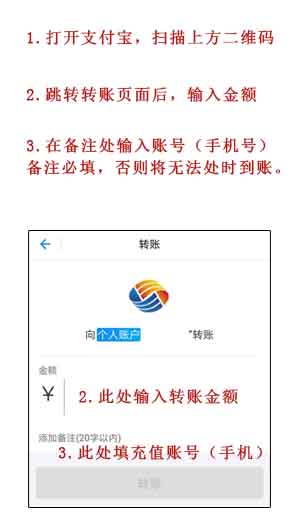 1.打开支付宝，扫描上方二维码
2.跳转转账页面后，输入金额
3.在备注处输入账号（手机号）
备注必填，否则将无法处时到账。
转账
向个人账户 "转账
金额
￥ 2.此处输入转账金额
添加备注(20字以内)
3.此处填充值账号（手机）
转账